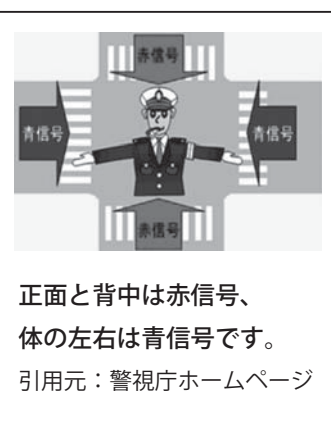 赤信号
青信号
青信号
赤信号
正面と背中は赤信号、
体の左右は青信号です。
引用元：警視庁ホームページ